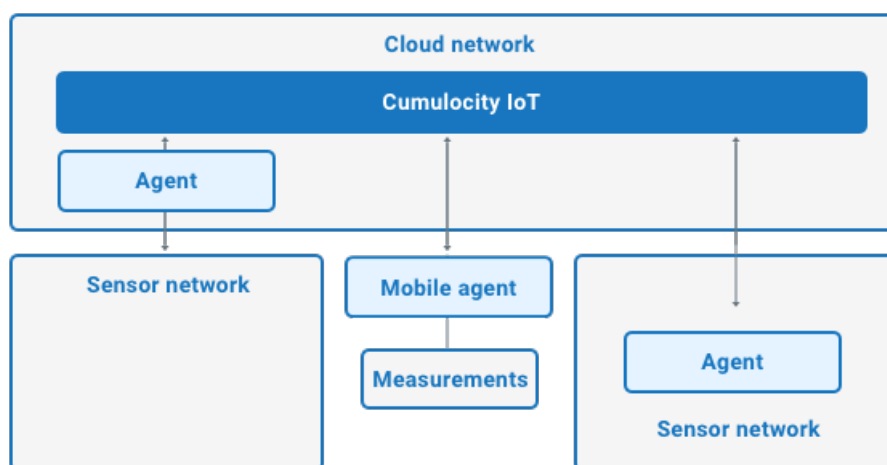 Cloud network
Cumulocity IoT
Agent
Sensor network
Mobile agent
Measurements
Agent
Sensor network